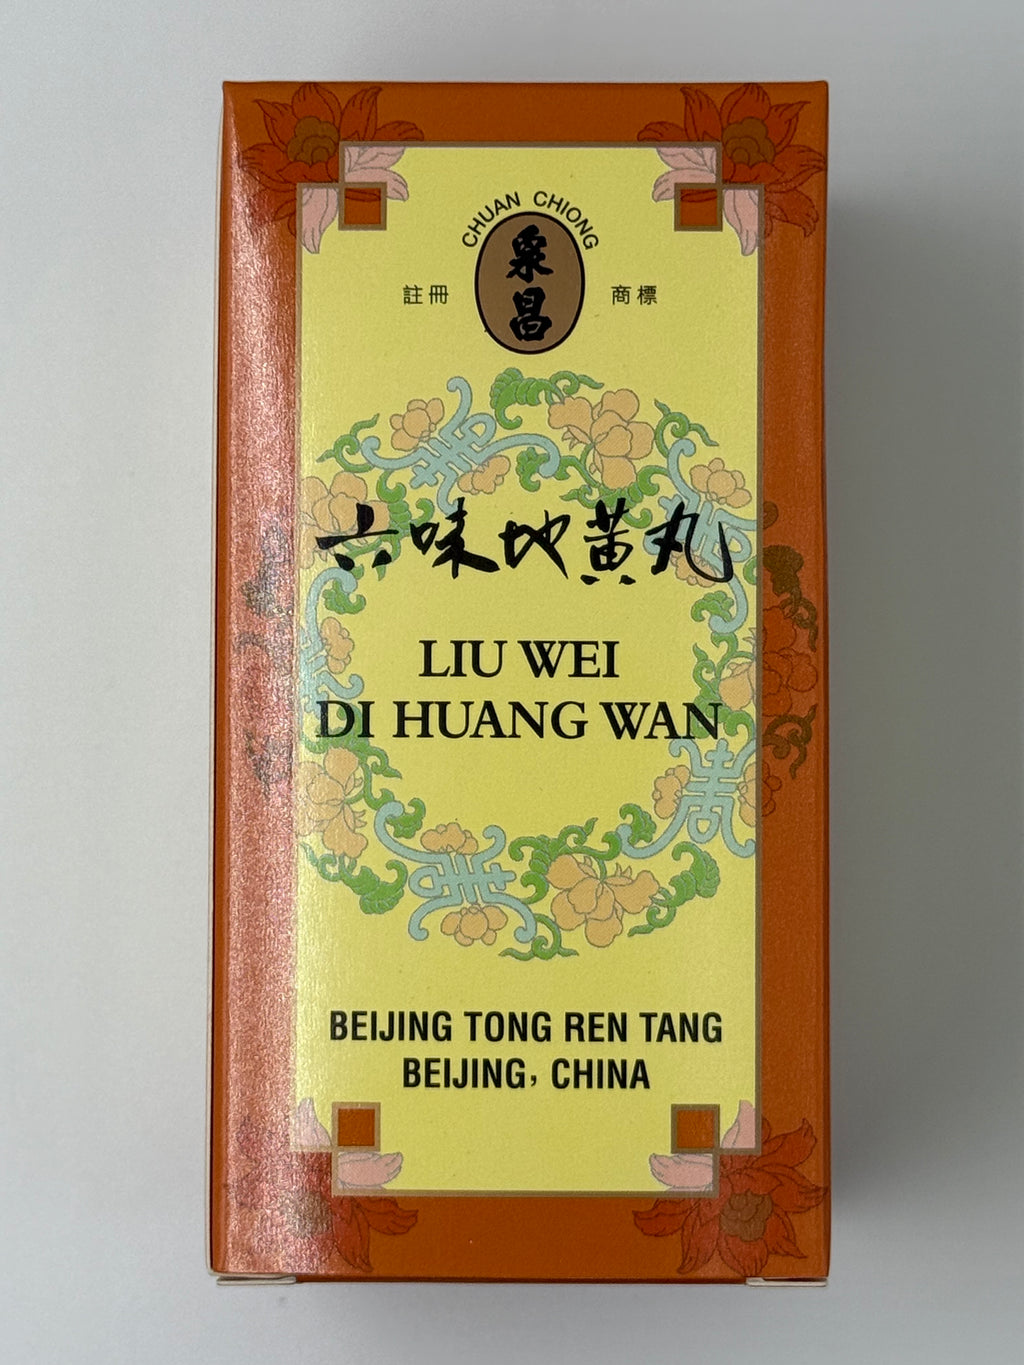 CHUAN CHIONG
泉昌
註冊 商標
六味地黃丸
LIU WEI
DI HUANG WAN
BEIJING TONG REN TANG
BEIJING, CHINA